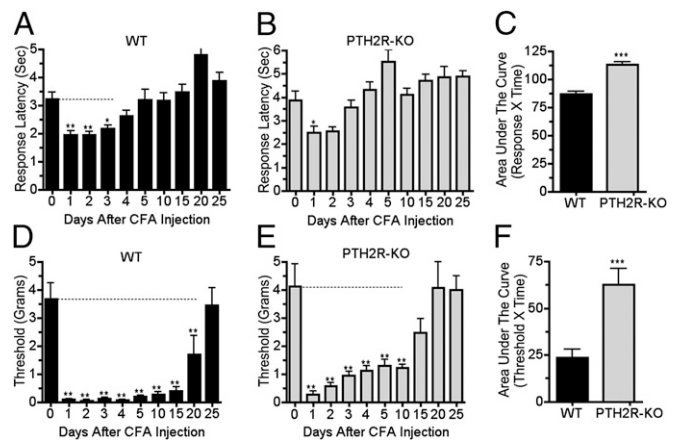 A
WT
Response Latency (Sec)
5
4
3
2
1
0
** ** *
0 1 2 3 4 5 10 15 20 25
Days After CFA Injection
B
PTH2R-KO
Response Latency (Sec)
6
5
4
3
2
1
0
*
0 1 2 3 4 5 10 15 20 25
Days After CFA Injection
C
Area Under The Curve
(Response X Time)
125
100
75
50
25
0
***
WT PTH2R-KO
D
WT
Threshold (Grams)
5
4
3
2
1
0
** ** ** ** ** ** ** **
0 1 2 3 4 5 10 15 20 25
Days After CFA Injection
E
PTH2R-KO
Threshold (Grams)
5
4
3
2
1
0
** ** ** ** ** **
0 1 2 3 4 5 10 15 20 25
Days After CFA Injection
F
Area Under The Curve
(Threshold X Time)
75
50
25
0
***
WT PTH2R-KO